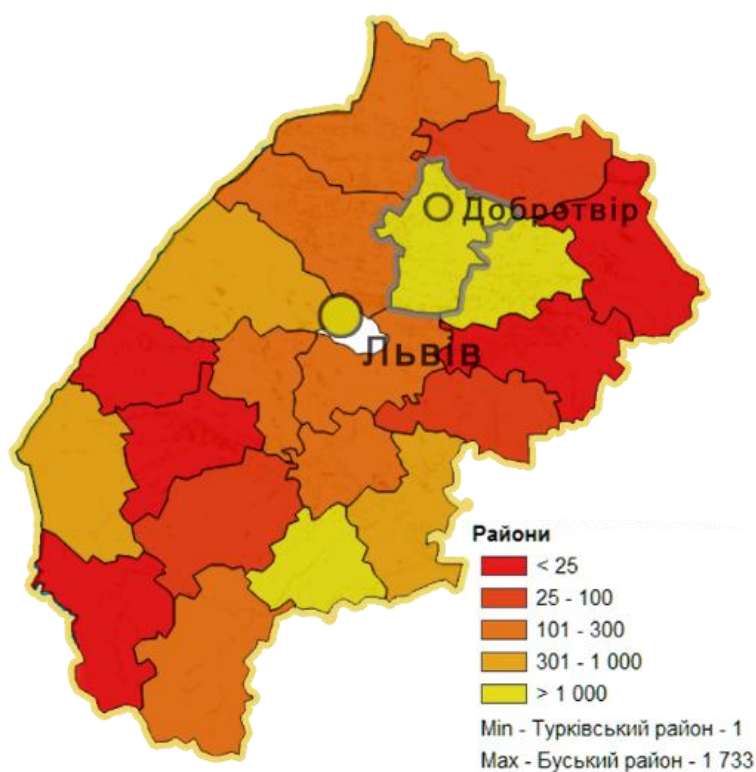 Добротвір
Львів
Райони
< 25
25 - 100
101 - 300
301 - 1 000
> 1 000
Min - Турківський район - 1
Max - Буський район - 1 733